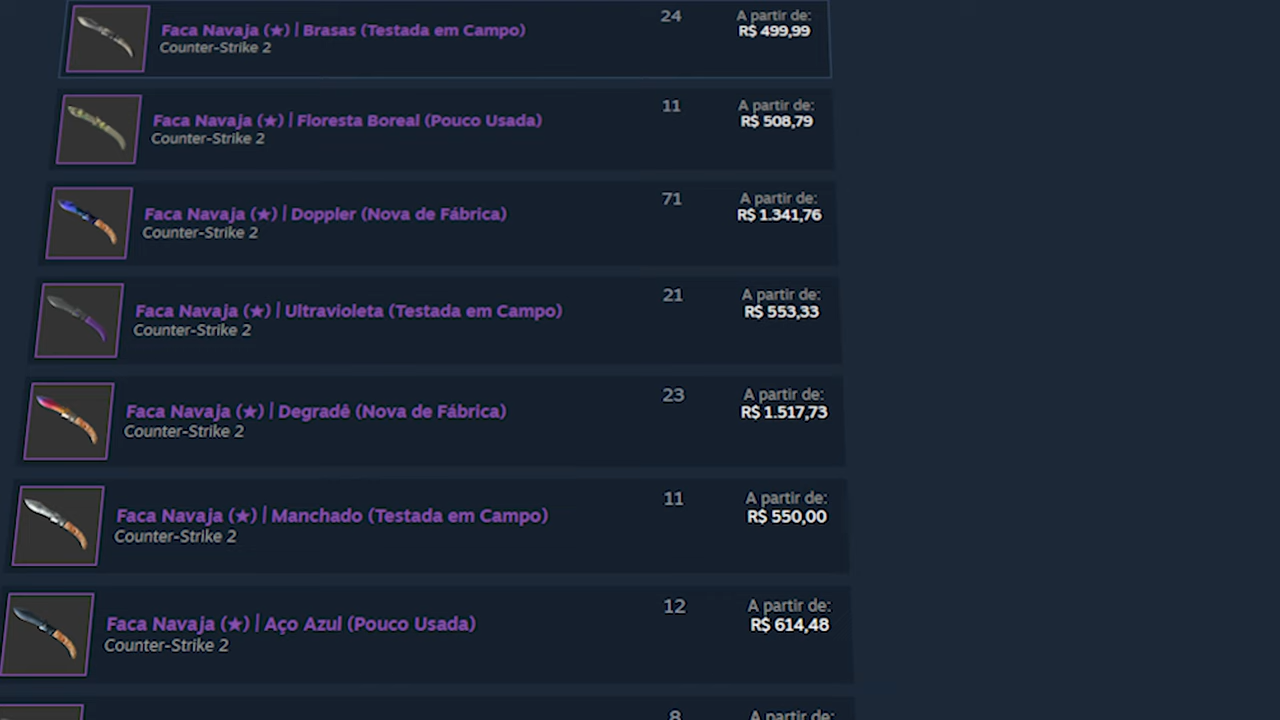 Faca Navaja (★) | Brasas (Testada em Campo)
Counter-Strike 2
24
A partir de:
R$ 499,99
Faca Navaja (★) | Floresta Boreal (Pouco Usada)
Counter-Strike 2
11
A partir de:
R$ 508,79
Faca Navaja (★) | Doppler (Nova de Fábrica)
Counter-Strike 2
71
A partir de:
R$ 1.341,76
Faca Navaja (★) | Ultravioleta (Testada em Campo)
Counter-Strike 2
21
A partir de:
R$ 553,33
Faca Navaja (★) | Degradê (Nova de Fábrica)
Counter-Strike 2
23
A partir de:
R$ 1.517,73
Faca Navaja (★) | Manchado (Testada em Campo)
Counter-Strike 2
11
A partir de:
R$ 550,00
Faca Navaja (★) | Aço Azul (Pouco Usada)
Counter-Strike 2
12
A partir de:
R$ 614,48
8
A partir de: